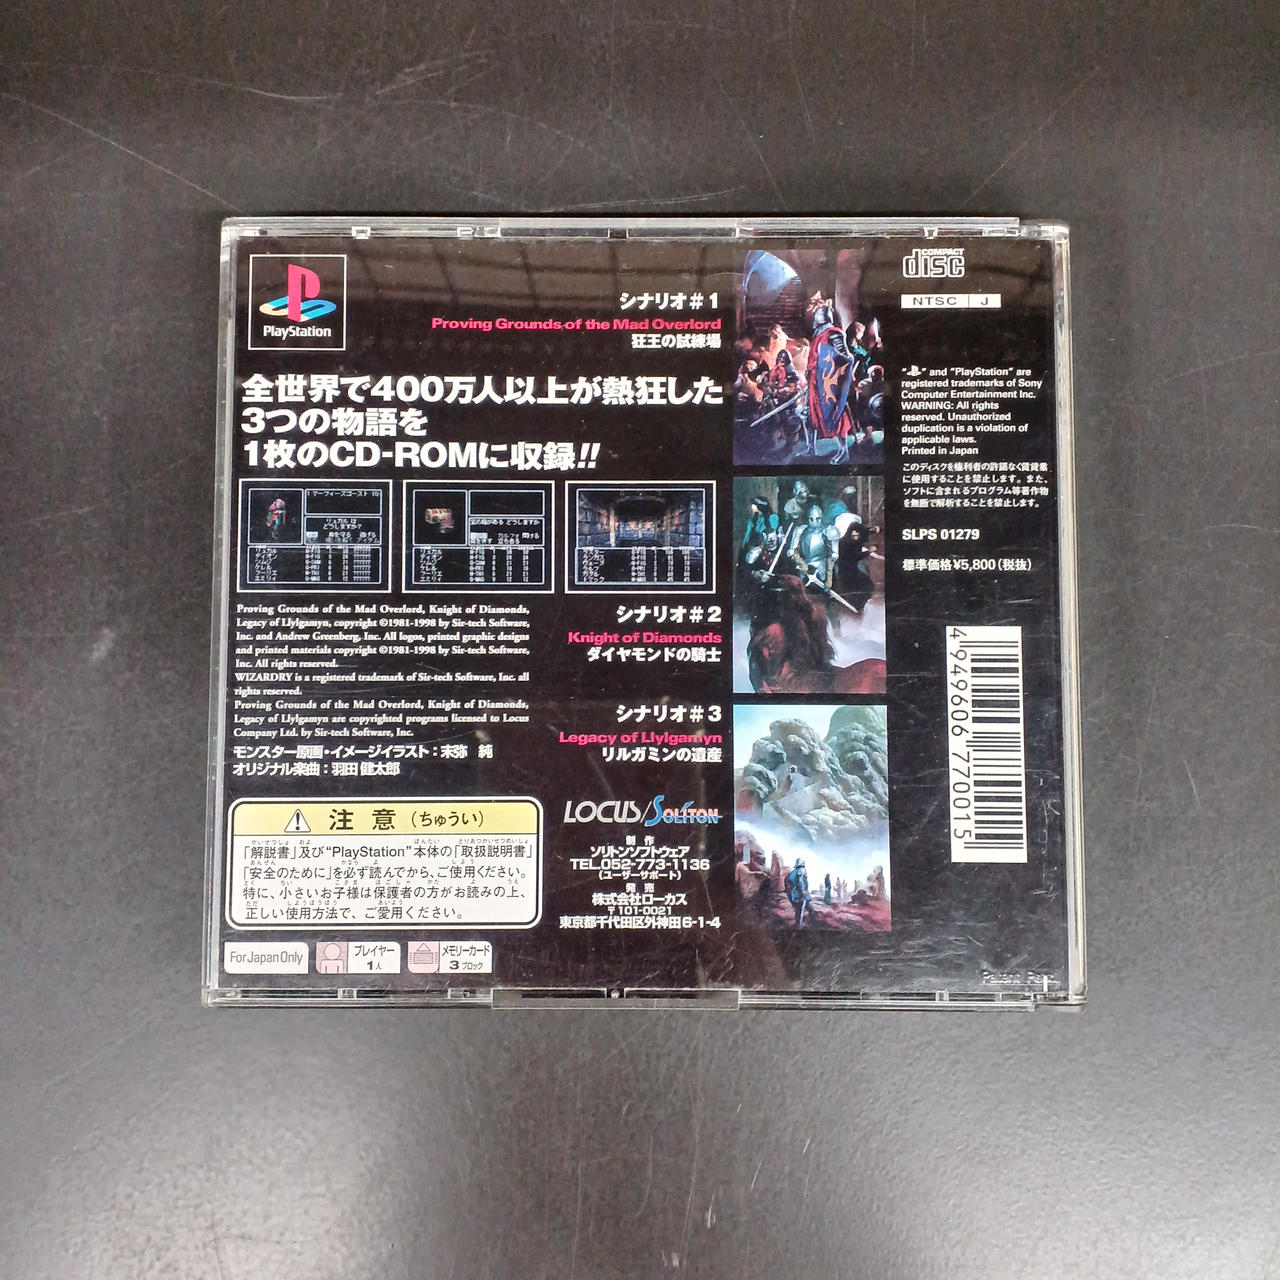 PlayStation
シナリオ#1
Proving Grounds of the Mad Overlord
狂王の試練場
全世界で400万人以上が熱狂した
3つの物語を
1枚のCD-ROMに収録!!
Proving Grounds of the Mad Overlord, Knight of Diamonds,
Legacy of Llylgamyn, copyright ©1981-1998 by Sir-tech Software,
Inc. and Andrew Greenberg, Inc. All logos, printed graphic designs
and printed materials copyright ©1981-1998 by Sir-tech Software,
Inc. All rights reserved.
WIZARDRY is a registered trademark of Sir-tech Software, Inc. all
rights reserved.
Proving Grounds of the Mad Overlord, Knight of Diamonds,
Legacy of Llylgamyn are copyrighted programs licensed to Locus
Company Ltd. by Sir-tech Software, Inc.
モンスター原画・イメージイラスト:末弥 純
オリジナル楽曲:羽田 健太郎
シナリオ#2
Knight of Diamonds
ダイヤモンドの騎士
シナリオ#3
Legacy of Llylgamyn
リルガミンの遺産
注意(ちゅうい)
「解説書」及び"PlayStation"本体の「取扱説明書」
「安全のために」を必ず読んでから、ご使用ください。
特に、小さいお子様は保護者の方がお読みの上、
正しい使用方法で、ご愛用ください。
LOCUS/SOLITON
制作
ソリトンソフトウェア
TEL.052-773-1136
(ユーザーサポート)
発売
株式会社ローカス
〒101-0021
東京都千代田区外神田6-1-4
For Japan Only
プレイヤー
1人
メモリーカード
3ブロック
COMPACT
disc
NTSC J
" " and "PlayStation" are
registered trademarks of Sony
Computer Entertainment Inc.
WARNING: All rights
reserved. Unauthorized
duplication is a violation of
applicable laws.
Printed in Japan
このディスクを権利者の許諾なく賃貸業
に使用することを禁止します。また、
ソフトに含まれるプログラム等著作物
を無断で解析することを禁止します。
SLPS 01279
標準価格¥5,800(税抜)
4 949606 770015